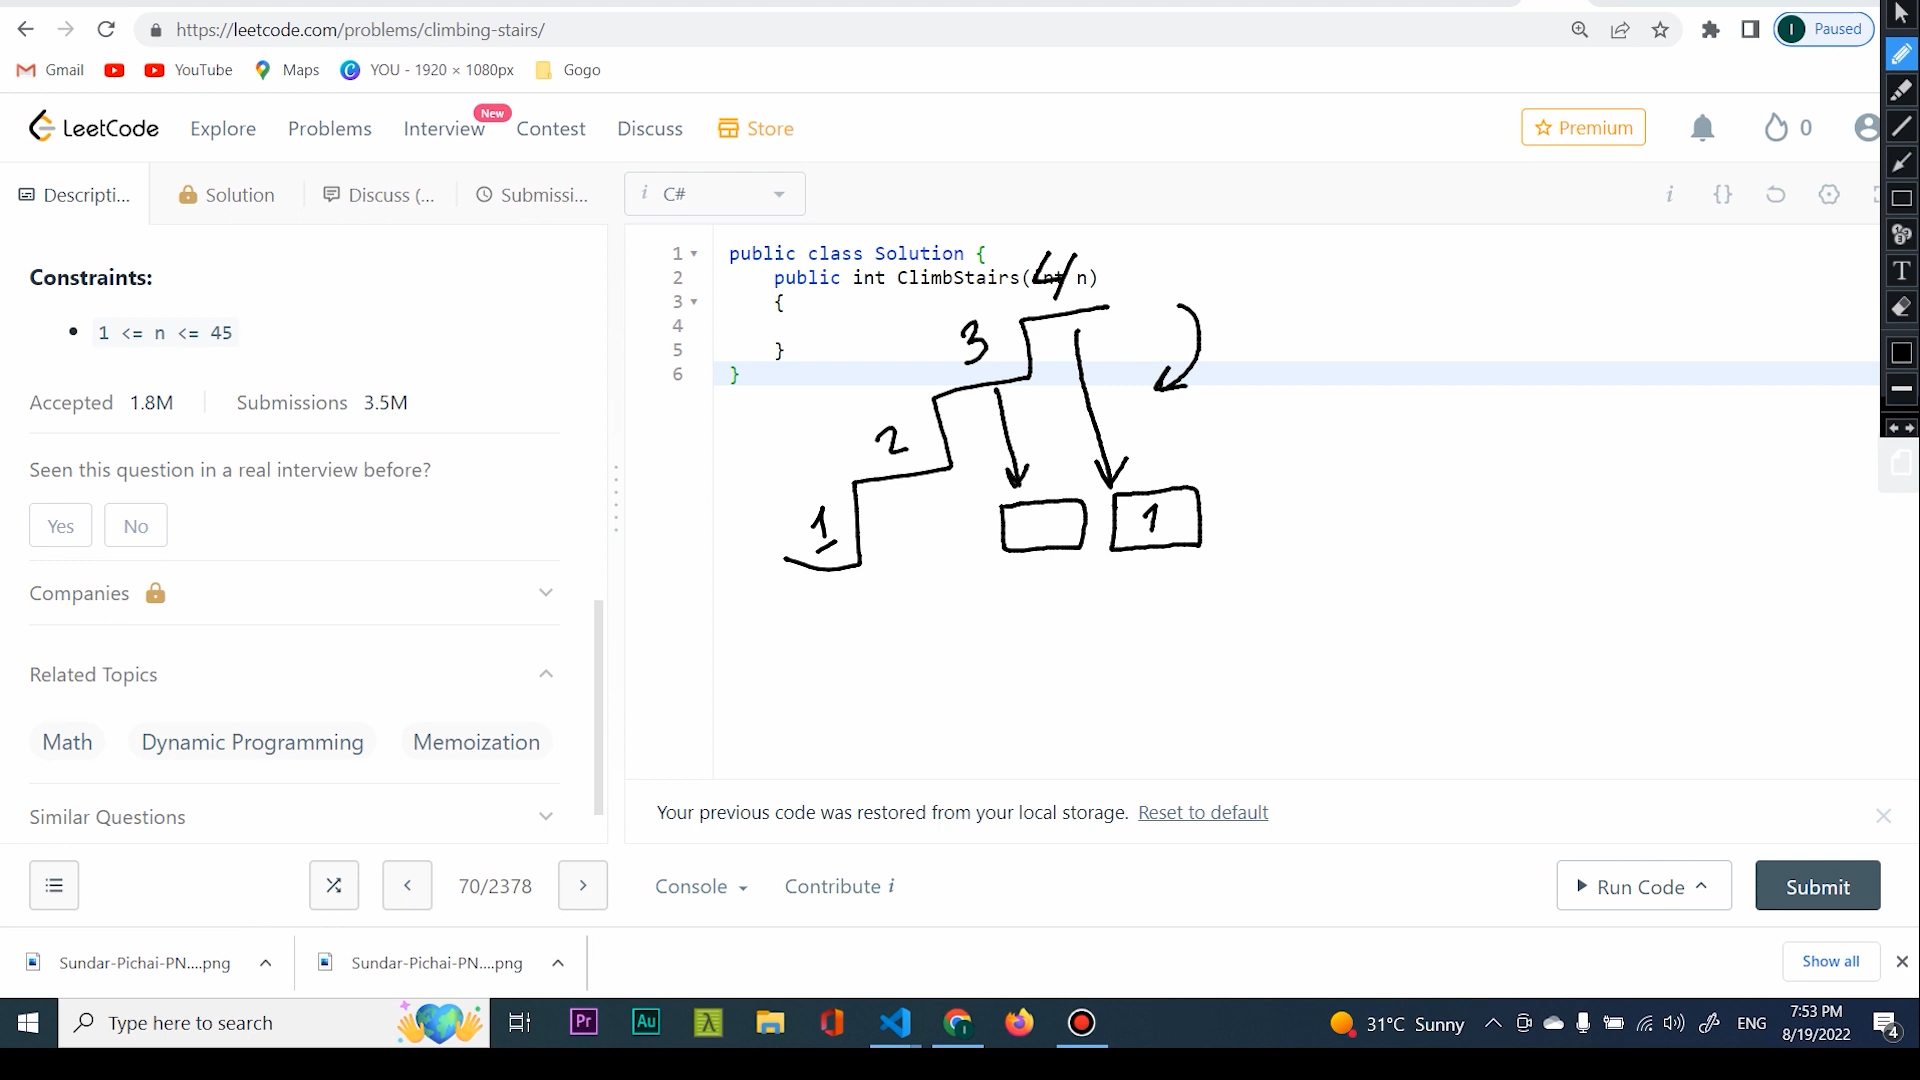 https://leetcode.com/problems/climbing-stairs/
Paused
Gmail
YouTube
Maps
YOU - 1920 × 1080px
Gogo
LeetCode
Explore
Problems
Interview
New
Contest
Discuss
Store
Premium
0
Descripti...
Solution
Discuss (...
Submissi...
i C#
i {}
Constraints:
1 <= n <= 45
Accepted 1.8M
Submissions 3.5M
Seen this question in a real interview before?
Yes
No
Companies
Related Topics
Math
Dynamic Programming
Memoization
Similar Questions
1 public class Solution {
2 public int ClimbStairs(int n)
3 {
4
5 }
6 }
4
3
2
1
1
T
Your previous code was restored from your local storage. Reset to default
70/2378
Console
Contribute i
Run Code
Submit
Sundar-Pichai-PN....png
Sundar-Pichai-PN....png
Show all
Type here to search
Pr
Au
31°C Sunny
ENG
7:53 PM
8/19/2022
4